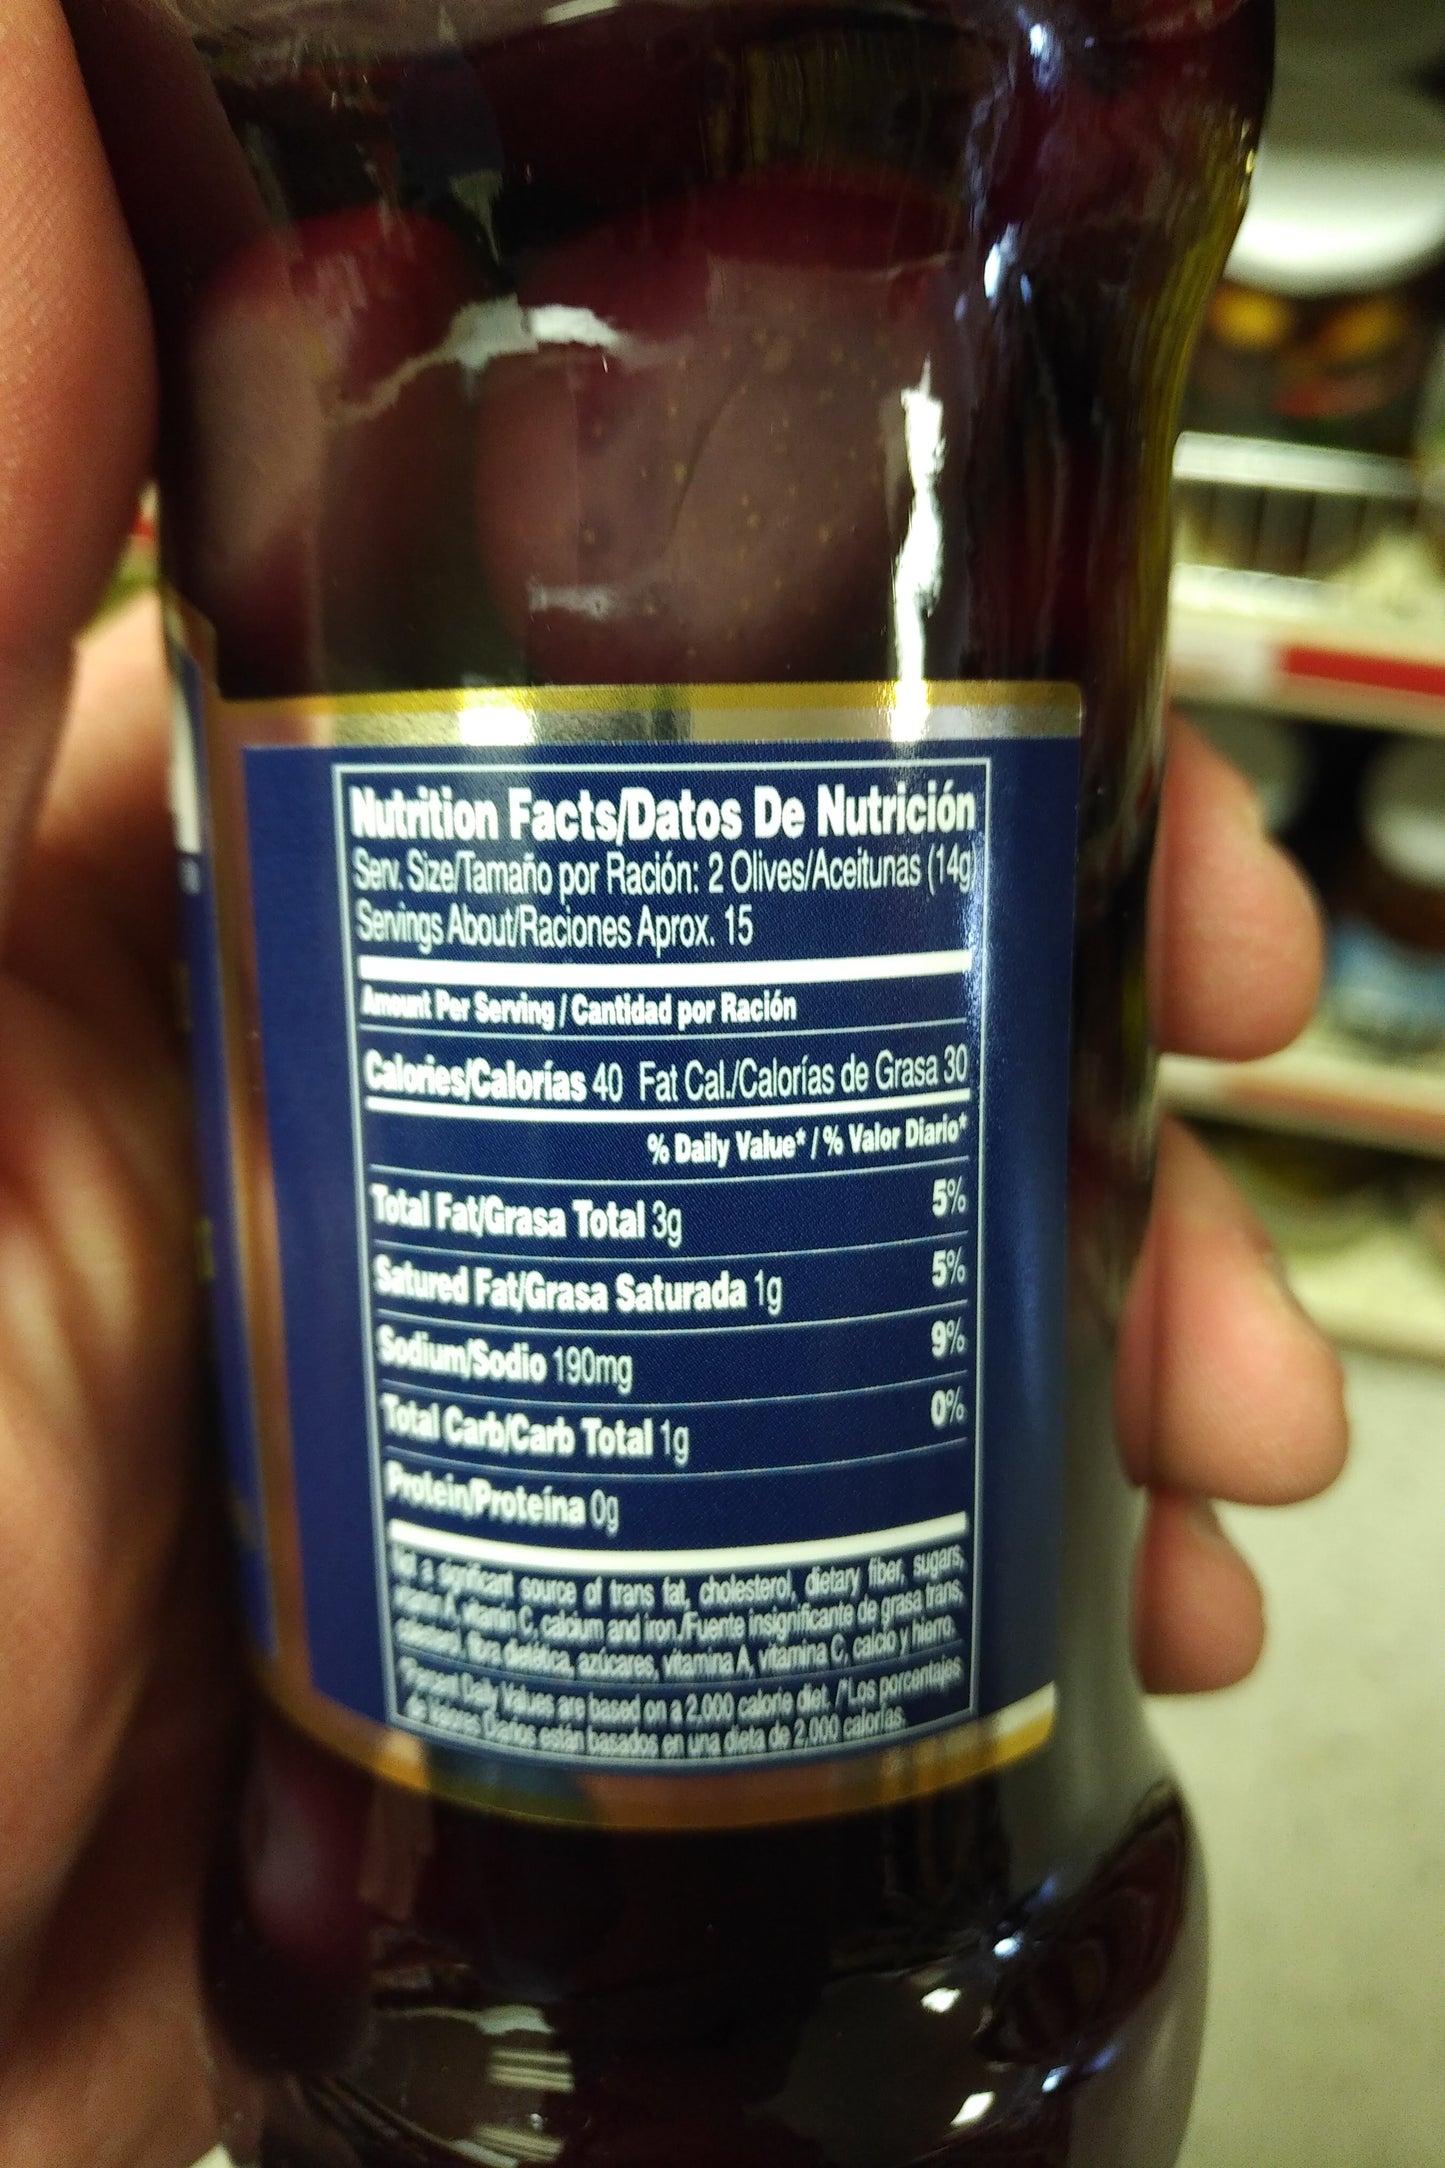 Nutrition Facts/Datos De Nutrición
Serv. Size/Tamaño por Ración: 2 Olives/Aceitunas (14g
Servings About/Raciones Aprox. 15
Amount Per Serving / Cantidad por Ración
Calories/Calorías 40 Fat Cal./Calorías de Grasa 30
% Daily Value* / % Valor Diario*
Total Fat/Grasa Total 3g 5%
Satured Fat/Grasa Saturada 1g 5%
Sodium/Sodio 190mg 9%
Total Carb/Carb Total 1g 0%
Protein/Proteína 0g
Not a significant source of trans fat, cholesterol, dietary fiber, sugars,
vitamin A, vitamin C, calcium and iron./Fuente insignificante de grasa trans,
colesterol, fibra dietética, azúcares, vitamina A, vitamina C, calcio y hierro.
*Percent Daily Values are based on a 2,000 calorie diet. /*Los porcentajes
de Valores Diarios están basados en una dieta de 2,000 calorías.